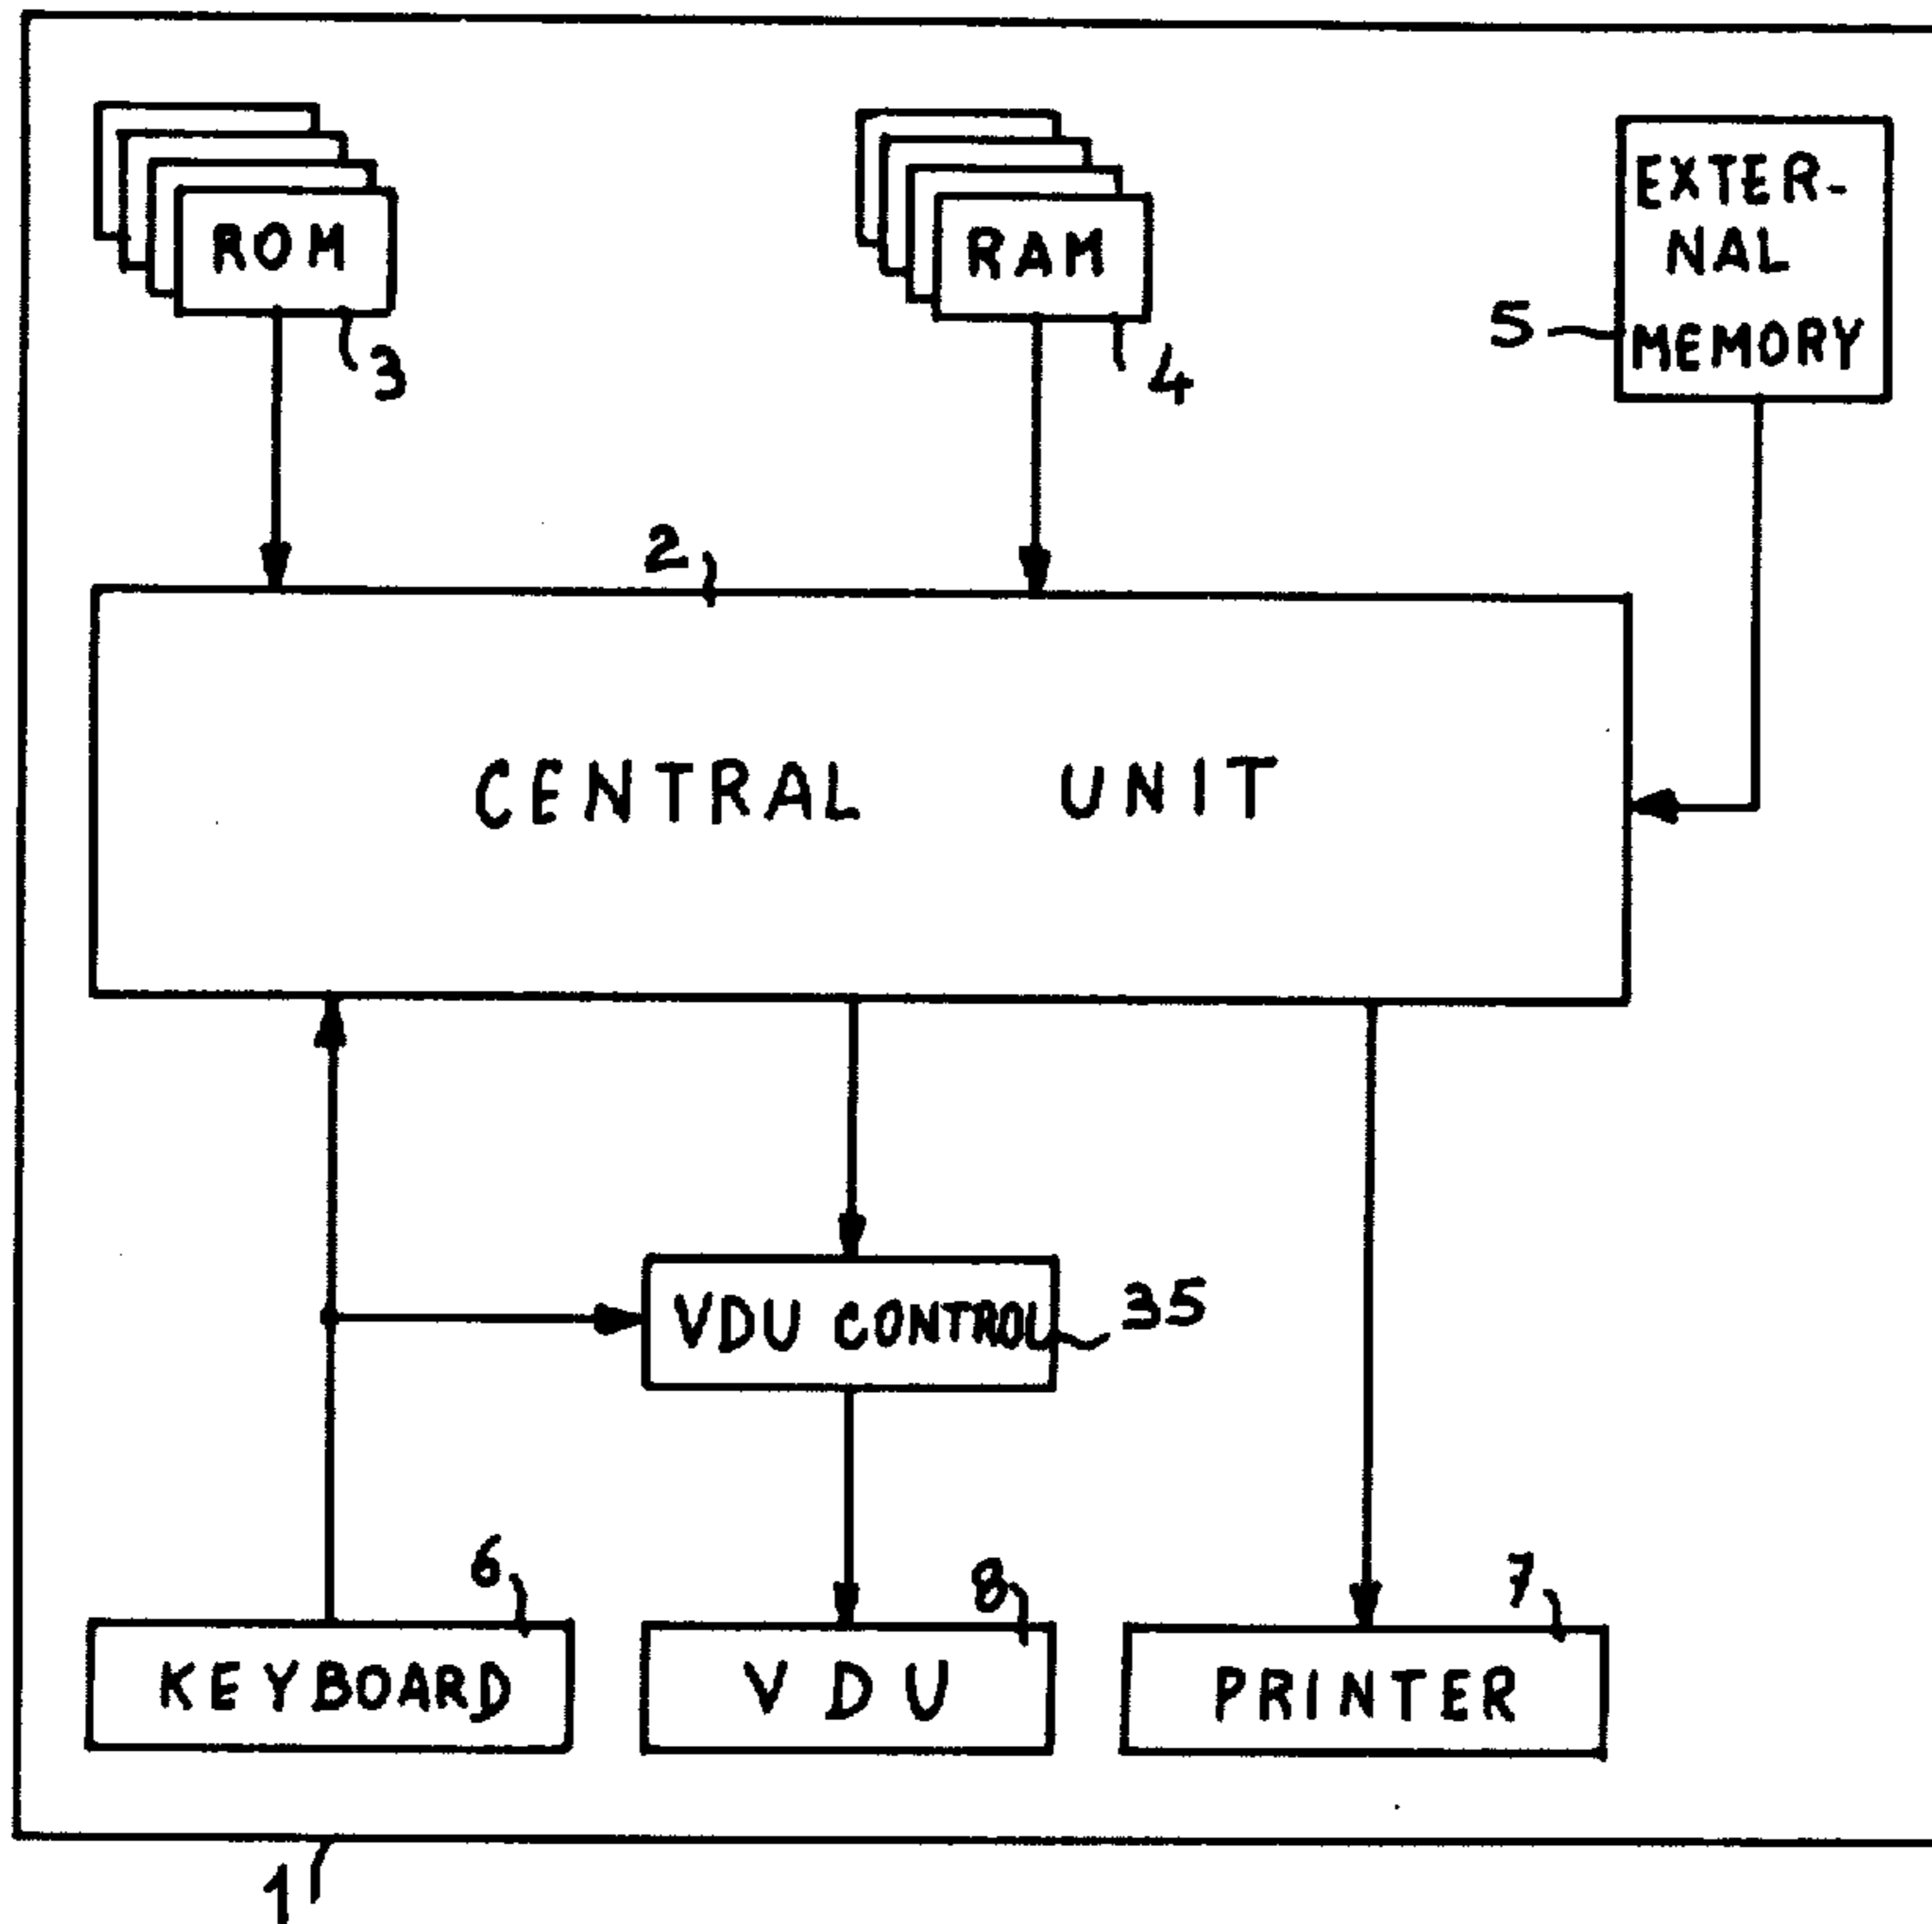 ROM
RAM
EXTER-
NAL
MEMORY
5
3
4
2
CENTRAL UNIT
VDU CONTROL
35
6
8
7
KEYBOARD
VDU
PRINTER
1